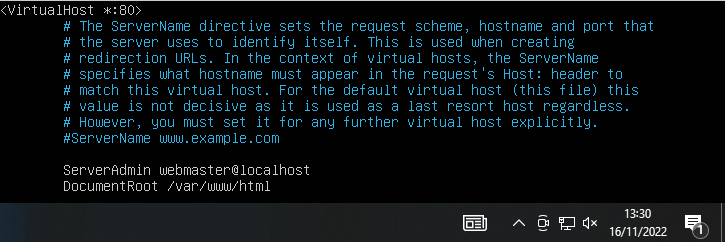 <VirtualHost *:80>
# The ServerName directive sets the request scheme, hostname and port that
# the server uses to identify itself. This is used when creating
# redirection URLs. In the context of virtual hosts, the ServerName
# specifies what hostname must appear in the request's Host: header to
# match this virtual host. For the default virtual host (this file) this
# value is not decisive as it is used as a last resort host regardless.
# However, you must set it for any further virtual host explicitly.
#ServerName www.example.com
ServerAdmin webmaster@localhost
DocumentRoot /var/www/html
13:30
16/11/2022
1